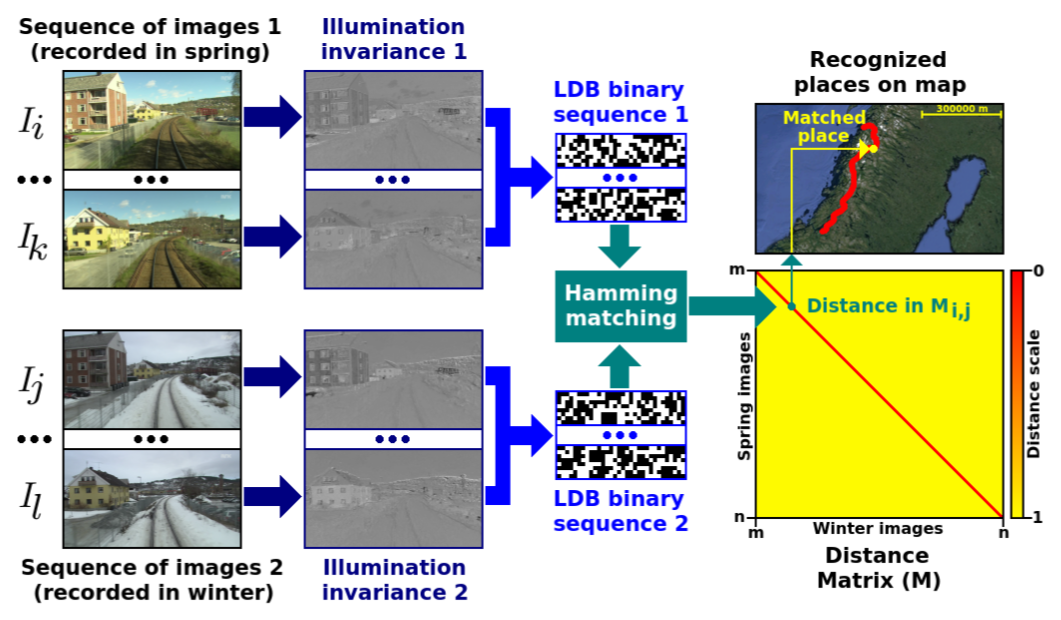 Sequence of images 1
(recorded in spring)
I_i
•••
•••
I_k
Illumination
invariance 1
•••
LDB binary
sequence 1
•••
Hamming
matching
I_j
•••
•••
I_l
Sequence of images 2
(recorded in winter)
•••
Illumination
invariance 2
•••
LDB binary
sequence 2
Recognized
places on map
300000 m
Matched
place
m
Distance in M_i,j
Spring images
n
m
Winter images
n
Distance
Matrix (M)
0
Distance scale
1